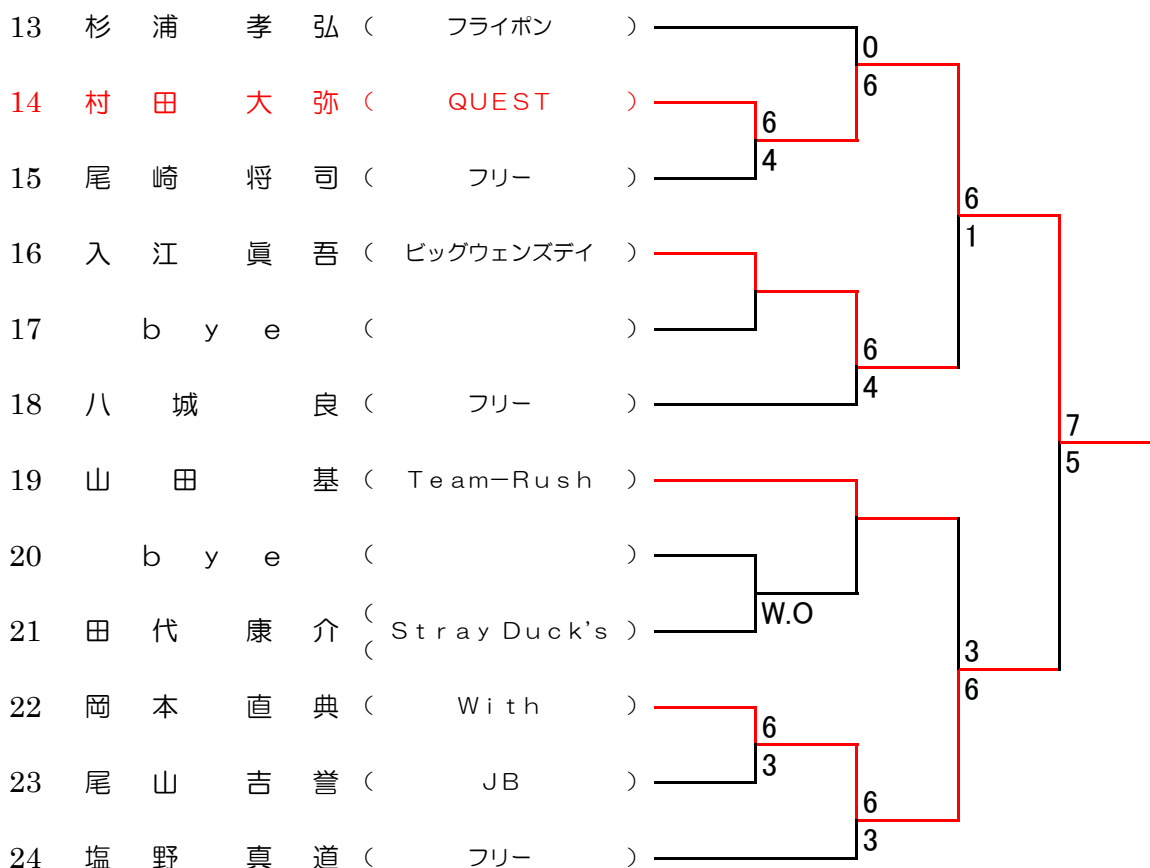 13 杉浦 孝弘 ( フライポン )
0
14 村田 大弥 ( QUEST )
6
6
4
15 尾崎 将司 ( フリー )
6
1
16 入江 眞吾 ( ビッグウェンズデイ )
17 bye ( )
6
4
18 八城 良 ( フリー )
7
5
19 山田 基 ( Team-Rush )
20 bye ( )
W.O
21 田代 康介 ( ( Stray Duck's )
3
6
22 岡本 直典 ( With )
6
3
23 尾山 吉誉 ( JB )
6
3
24 塩野 真道 ( フリー )